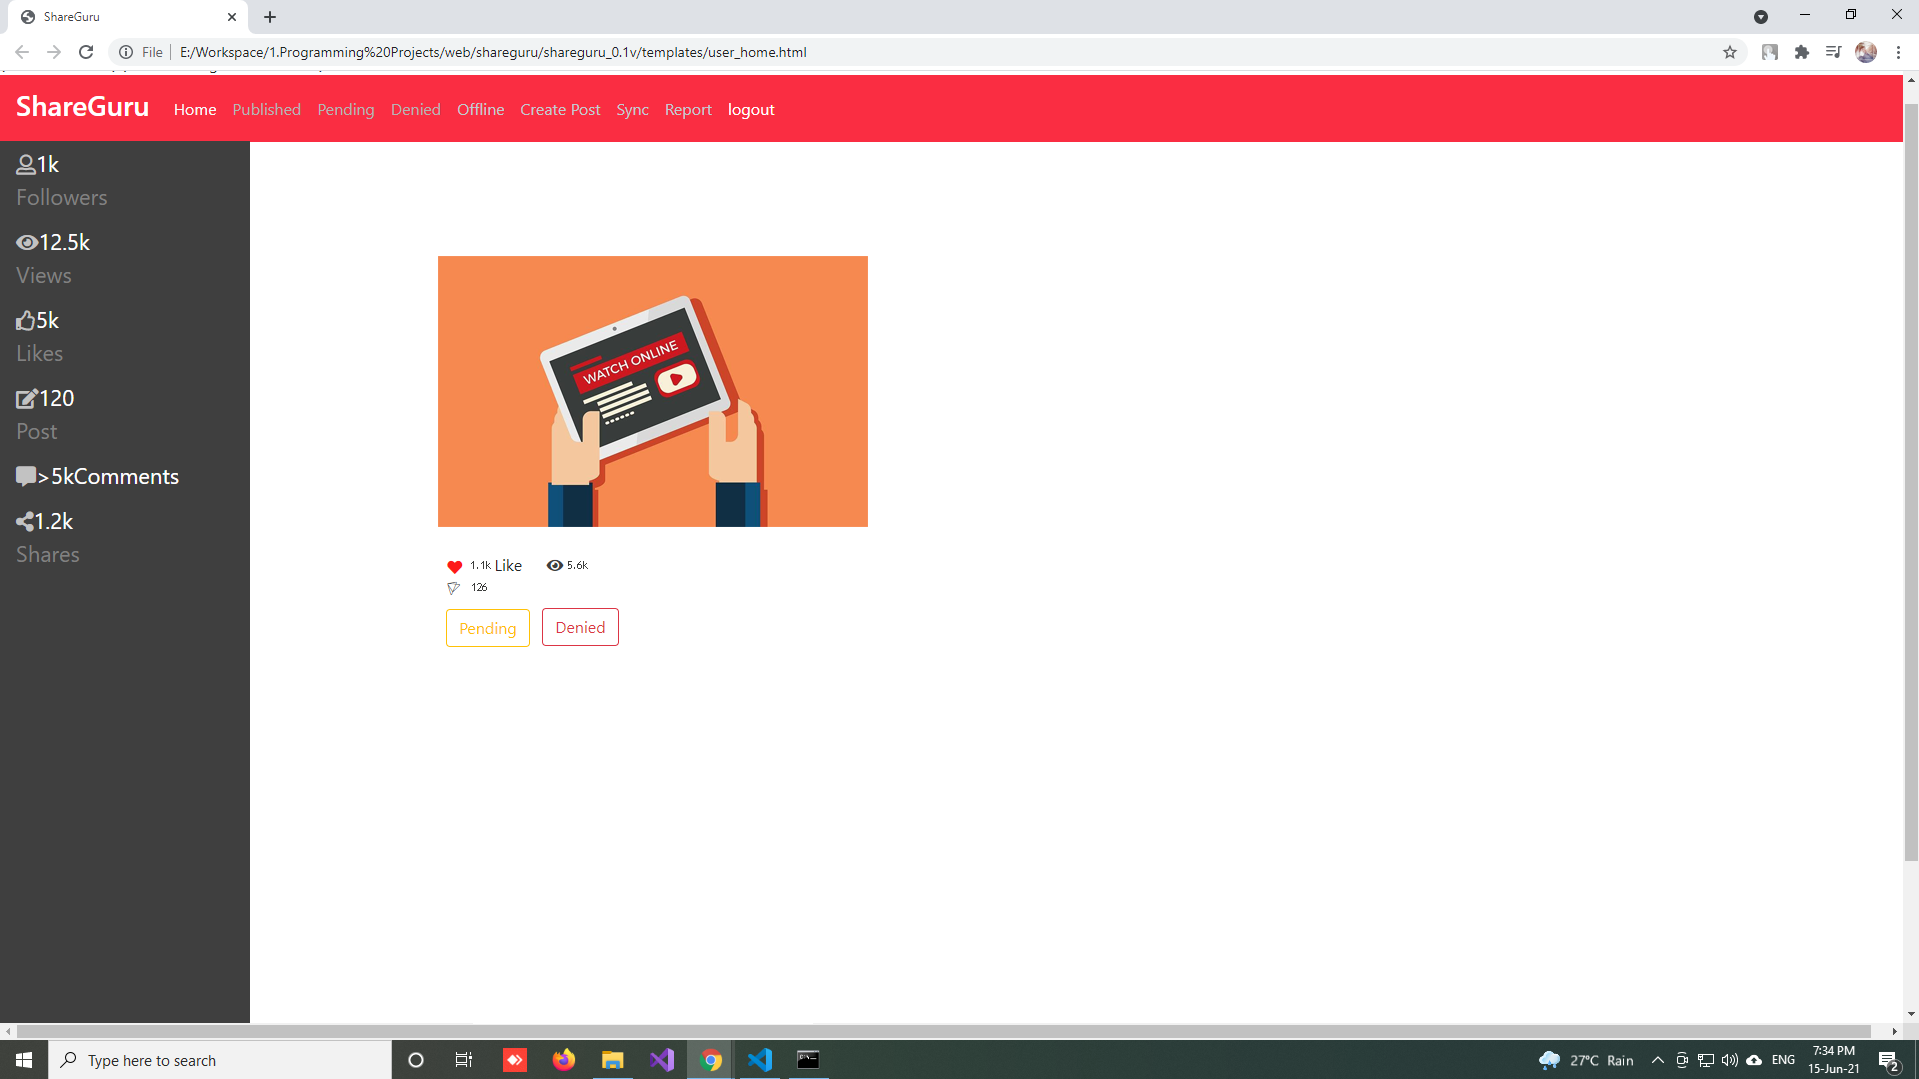 ShareGuru
File
E:/Workspace/1.Programming%20Projects/web/shareguru/shareguru_0.1v/templates/user_home.html
ShareGuru Home Published Pending Denied Offline Create Post Sync Report logout
1k
Followers
12.5k
Views
5k
Likes
120
Post
>5kComments
1.2k
Shares
WATCH ONLINE
1.1k Like 5.6k
126
Pending Denied
Type here to search
27°C Rain
ENG
7:34 PM
15-Jun-21
2